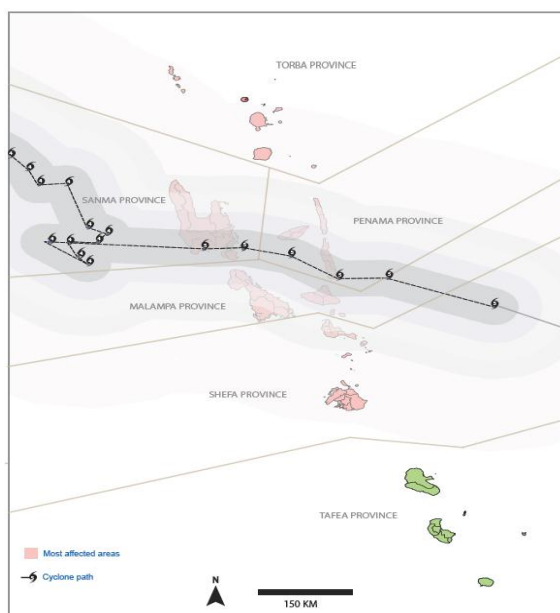 TORBA PROVINCE
SANMA PROVINCE
PENAMA PROVINCE
MALAMPA PROVINCE
SHEFA PROVINCE
TAFEA PROVINCE
Most affected areas
Cyclone path
N
150 KM